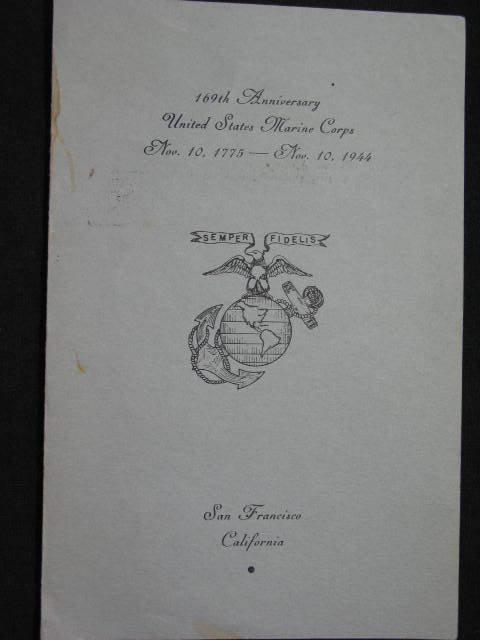 169th Anniversary
United States Marine Corps
Nov. 10, 1775 — Nov. 10, 1944
SEMPER FIDELIS
San Francisco
California